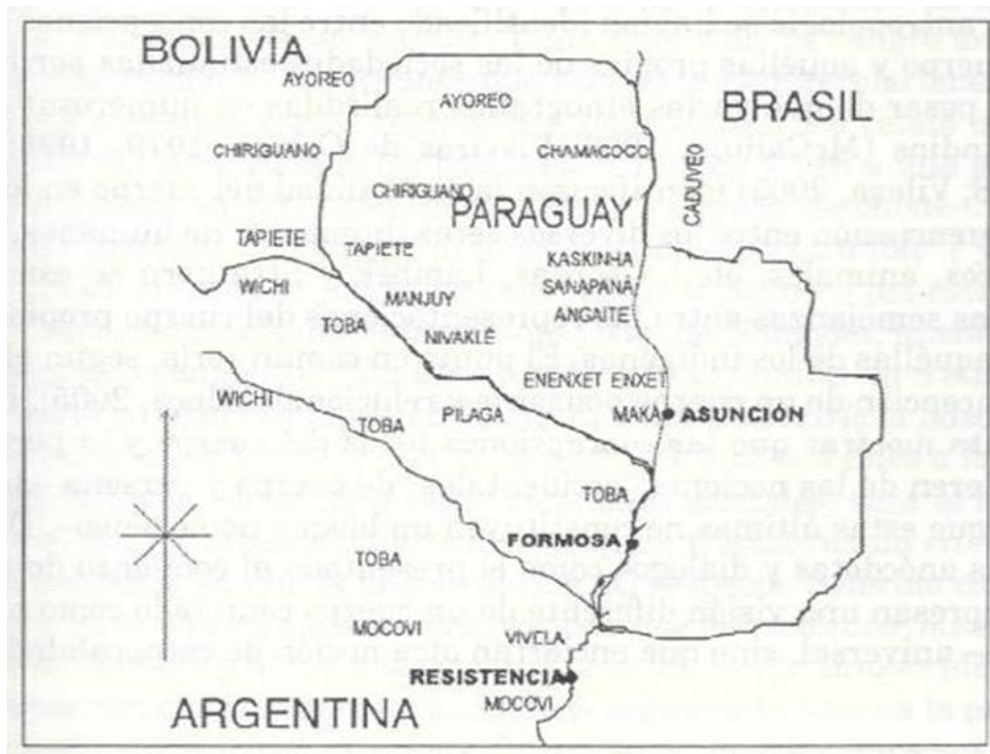 BOLIVIA
AYOREO
AYOREO
BRASIL
CHIRIGUANO
CHAMACOCO
CADUVEO
CHIRIGUANO
PARAGUAY
TAPIETE
TAPIETE
KASKINHA
WICHI
SANAPANÁ
MANJUY
ANGAITE
TOBA
NIVAKLÉ
ENENXET ENXET
WICHI
PILAGA
MAKÁ
ASUNCIÓN
TOBA
TOBA
FORMOSA
TOBA
MOCOVI
VIVELA
RESISTENCIA
MOCOVI
ARGENTINA